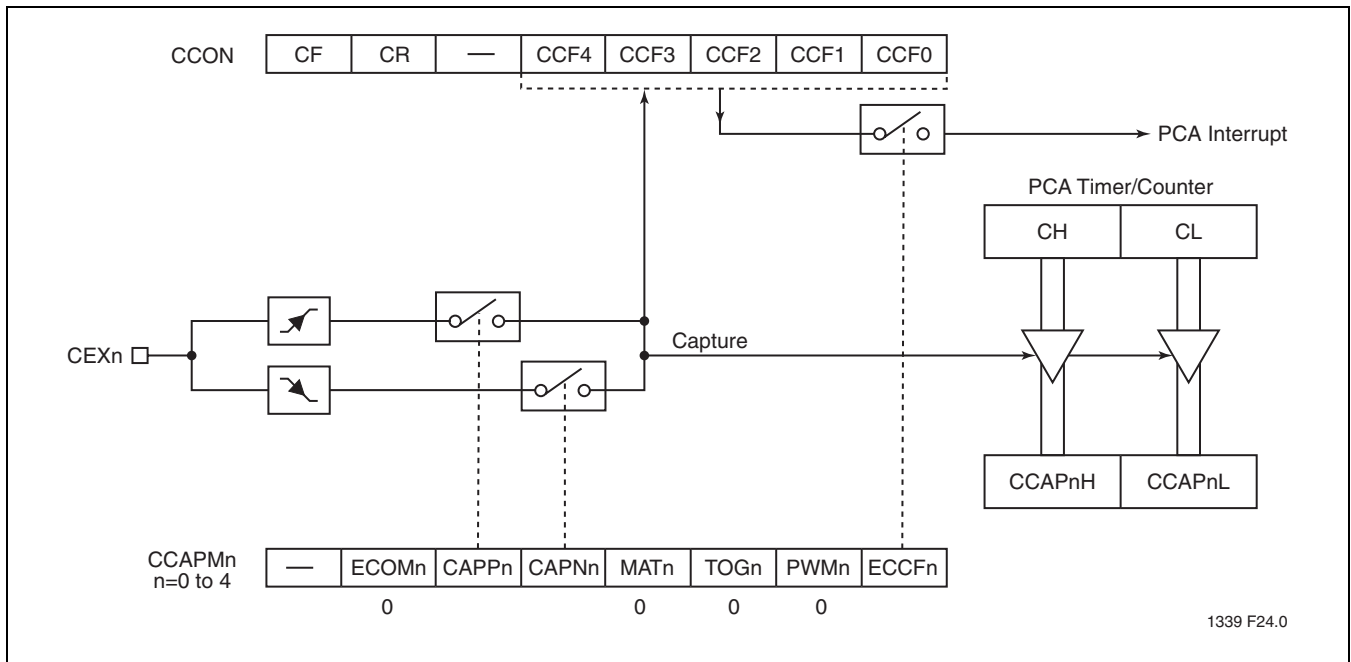 CCON CF CR — CCF4 CCF3 CCF2 CCF1 CCF0
PCA Interrupt
PCA Timer/Counter
CH CL
CEXn
Capture
CCAPnH CCAPnL
CCAPMn
n=0 to 4
— ECOMn CAPPn CAPNn MATn TOGn PWMn ECCFn
0 0 0 0
1339 F24.0